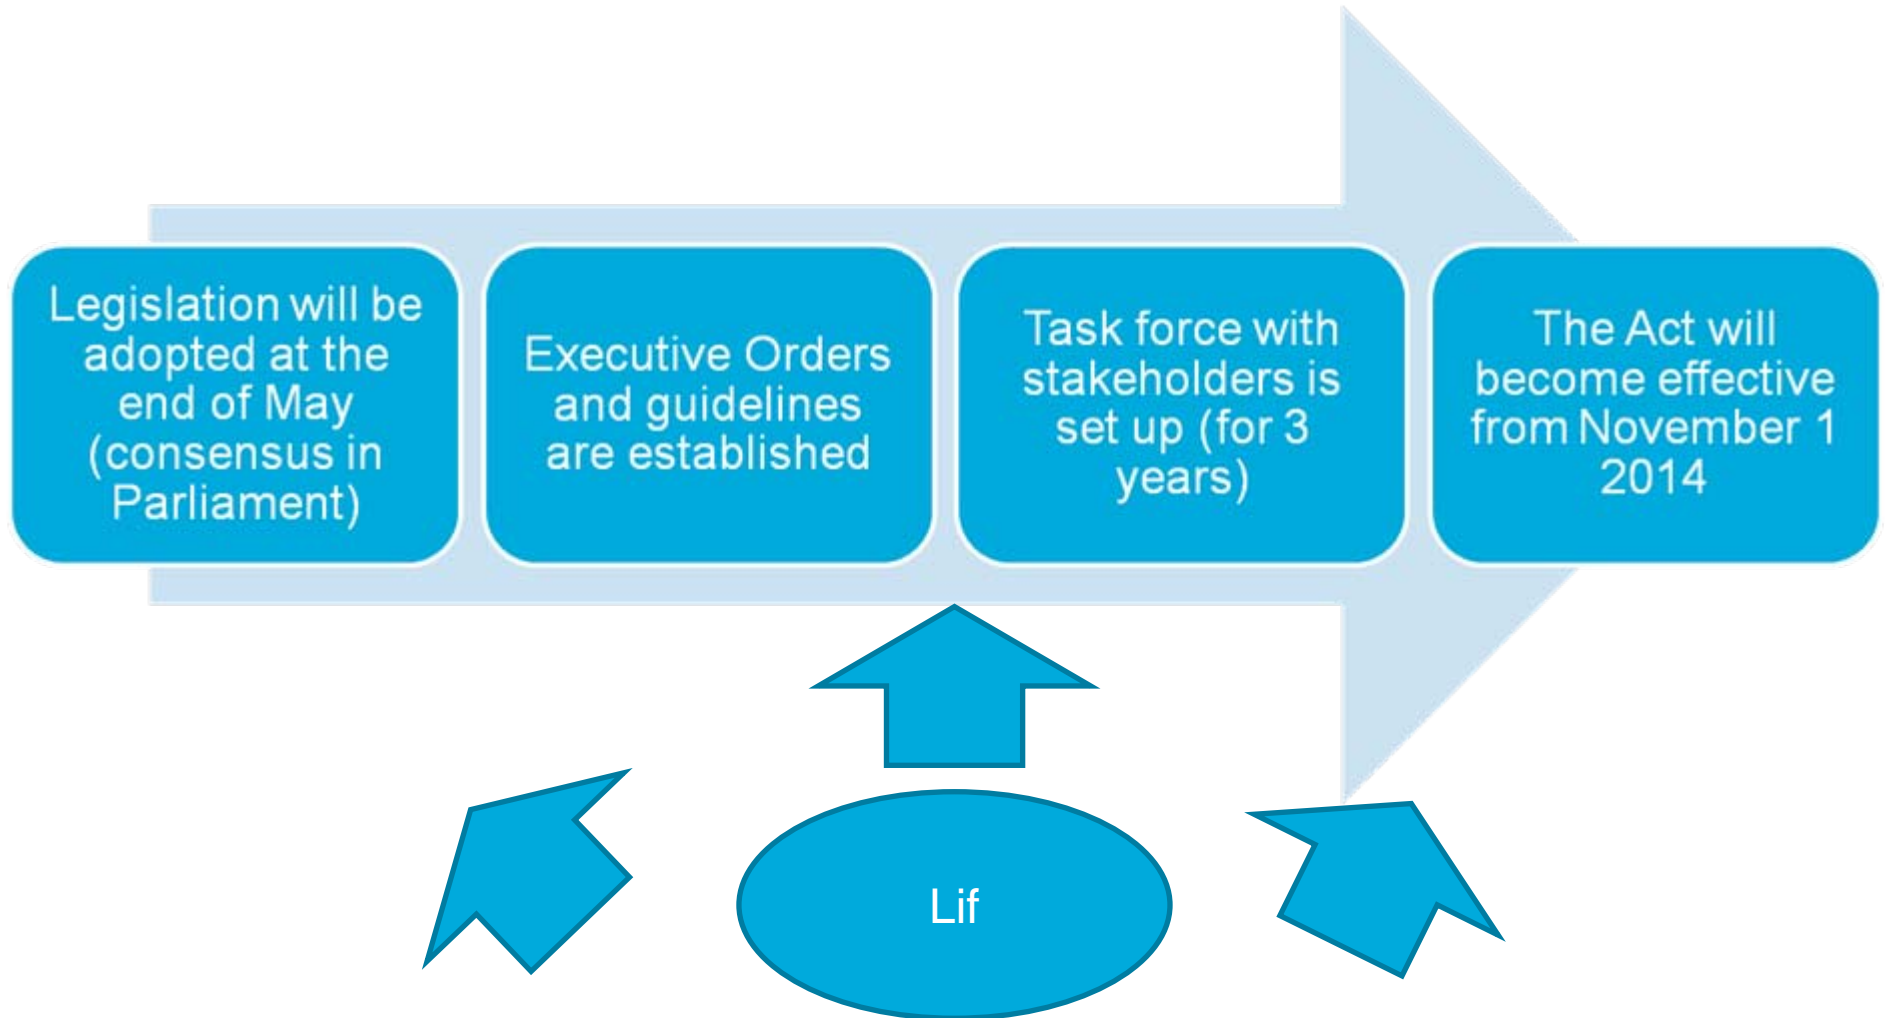 Legislation will be
adopted at the
end of May
(consensus in
Parliament)
Executive Orders
and guidelines
are established
Task force with
stakeholders is
set up (for 3
years)
The Act will
become effective
from November 1
2014
Lif